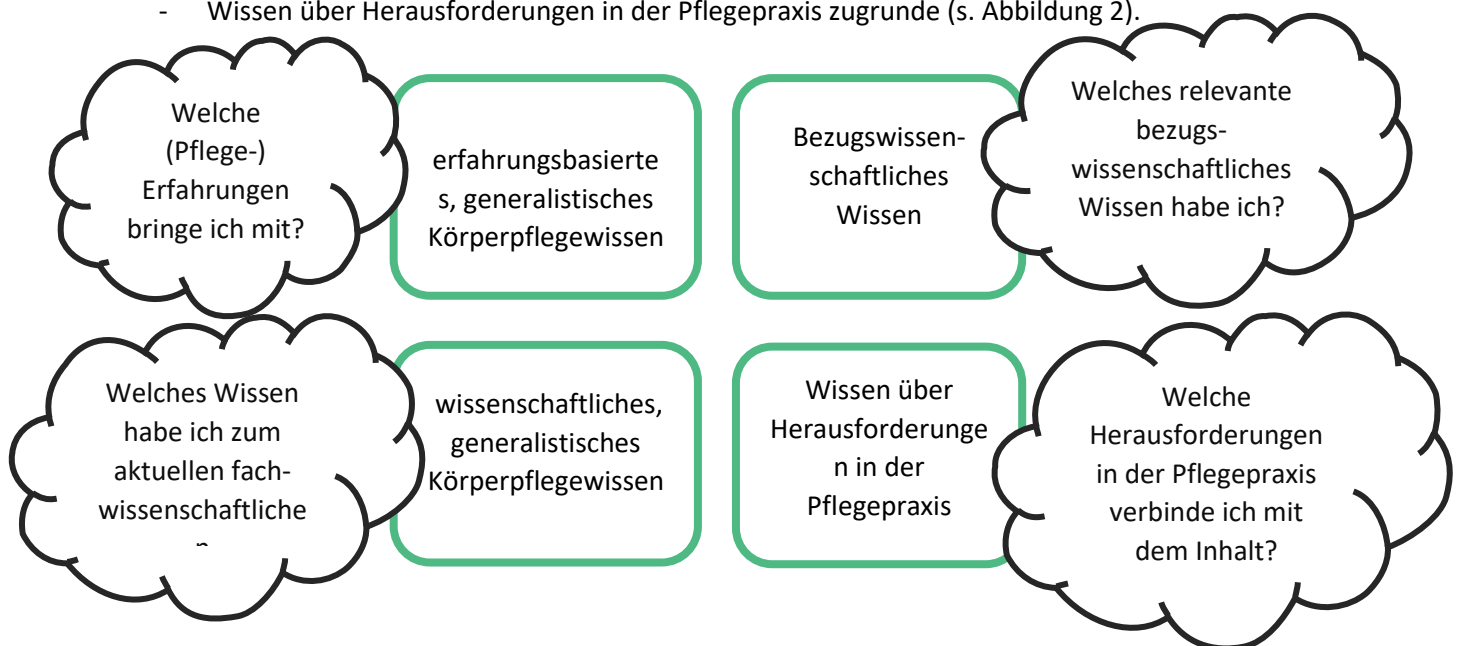 - Wissen über Herausforderungen in der Pflegepraxis zugrunde (s. Abbildung 2).
Welche
(Pflege-)
Erfahrungen
bringe ich mit?
erfahrungsbasierte
s, generalistisches
Körperpflegewissen
Bezugswissen-
schaftliches
Wissen
Welches relevante
bezugs-
wissenschaftliches
Wissen habe ich?
Welches Wissen
habe ich zum
aktuellen fach-
wissenschaftliche
wissenschaftliches,
generalistisches
Körperpflegewissen
Wissen über
Herausforderunge
n in der
Pflegepraxis
Welche
Herausforderungen
in der Pflegepraxis
verbinde ich mit
dem Inhalt?